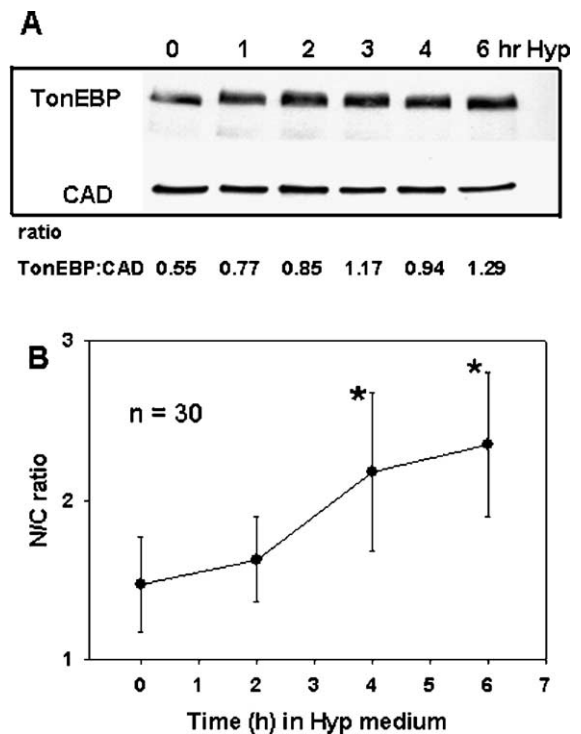 A
0 1 2 3 4 6 hr Hyp
TonEBP
CAD
ratio
TonEBP:CAD 0.55 0.77 0.85 1.17 0.94 1.29
B
3
* *
n = 30
2
N/C ratio
1
0 1 2 3 4 5 6 7
Time (h) in Hyp medium